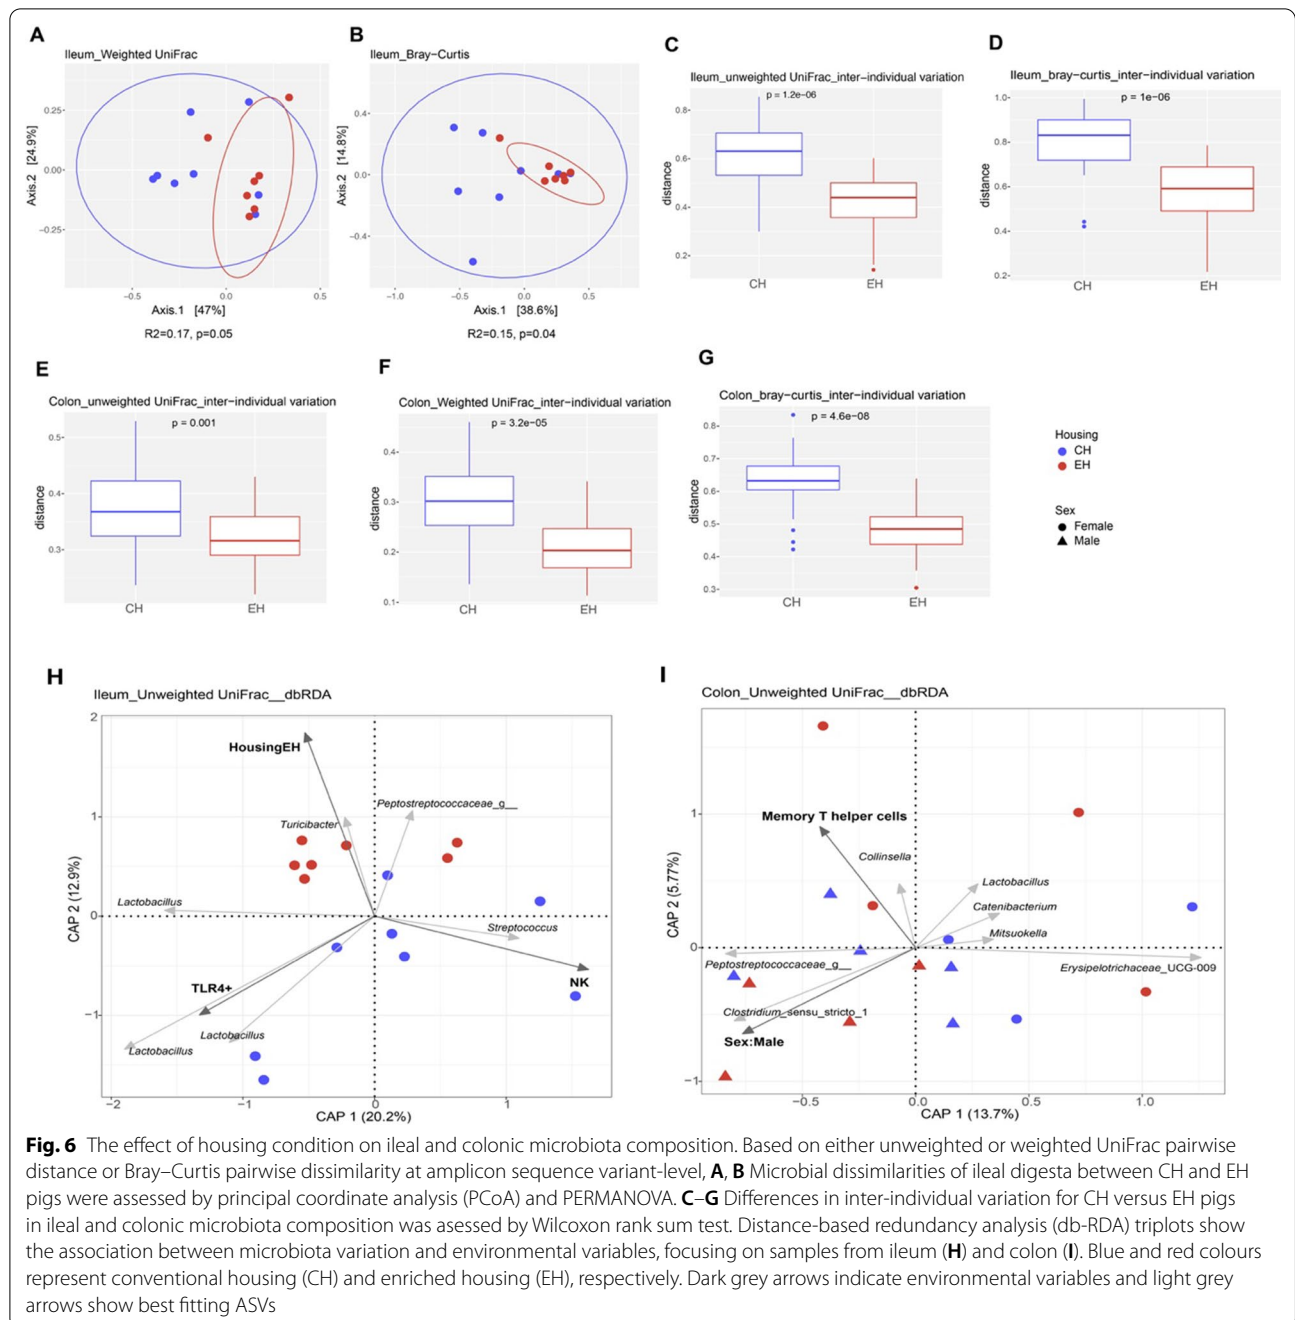 A
Ileum_Weighted UniFrac
Axis.2 [24.9%]
0.25
0.00
−0.25
−0.5
0.0
0.5
Axis.1 [47%]
R2=0.17, p=0.05
B
Ileum_Bray−Curtis
Axis.2 [14.8%]
0.4
0.0
−0.4
−1.0
−0.5
0.0
0.5
Axis.1 [38.6%]
R2=0.15, p=0.04
C
Ileum_unweighted UniFrac_inter−individual variation
p = 1.2e−06
distance
0.8
0.6
0.4
0.2
CH
EH
D
Ileum_bray−curtis_inter−individual variation
p = 1e−06
distance
1.0
0.8
0.6
0.4
0.2
CH
EH
E
Colon_unweighted UniFrac_inter−individual variation
p = 0.001
distance
0.5
0.4
0.3
CH
EH
F
Colon_Weighted UniFrac_inter−individual variation
p = 3.2e−05
distance
0.4
0.3
0.2
0.1
CH
EH
G
Colon_bray−curtis_inter−individual variation
p = 4.6e−08
distance
0.8
0.7
0.6
0.5
0.4
0.3
CH
EH
Housing
CH
EH
Sex
Female
Male
H
Ileum_Unweighted UniFrac__dbRDA
CAP 2 (12.9%)
2
1
0
−1
HousingEH
Peptostreptococcaceae_g__
Turicibacter
Lactobacillus
Streptococcus
NK
TLR4+
Lactobacillus
Lactobacillus
−2
−1
0
1
CAP 1 (20.2%)
I
Colon_Unweighted UniFrac__dbRDA
CAP 2 (5.77%)
1
0
−1
Memory T helper cells
Collinsella
Lactobacillus
Catenibacterium
Mitsuokella
Peptostreptococcaceae_g__
Erysipelotrichaceae_UCG-009
Clostridium_sensu_stricto_1
Sex:Male
−0.5
0.0
0.5
1.0
CAP 1 (13.7%)
Fig. 6 The effect of housing condition on ileal and colonic microbiota composition. Based on either unweighted or weighted UniFrac pairwise
distance or Bray–Curtis pairwise dissimilarity at amplicon sequence variant-level, A, B Microbial dissimilarities of ileal digesta between CH and EH
pigs were assessed by principal coordinate analysis (PCoA) and PERMANOVA. C–G Differences in inter-individual variation for CH versus EH pigs
in ileal and colonic microbiota composition was asessed by Wilcoxon rank sum test. Distance-based redundancy analysis (db-RDA) triplots show
the association between microbiota variation and environmental variables, focusing on samples from ileum (H) and colon (I). Blue and red colours
represent conventional housing (CH) and enriched housing (EH), respectively. Dark grey arrows indicate environmental variables and light grey
arrows show best fitting ASVs